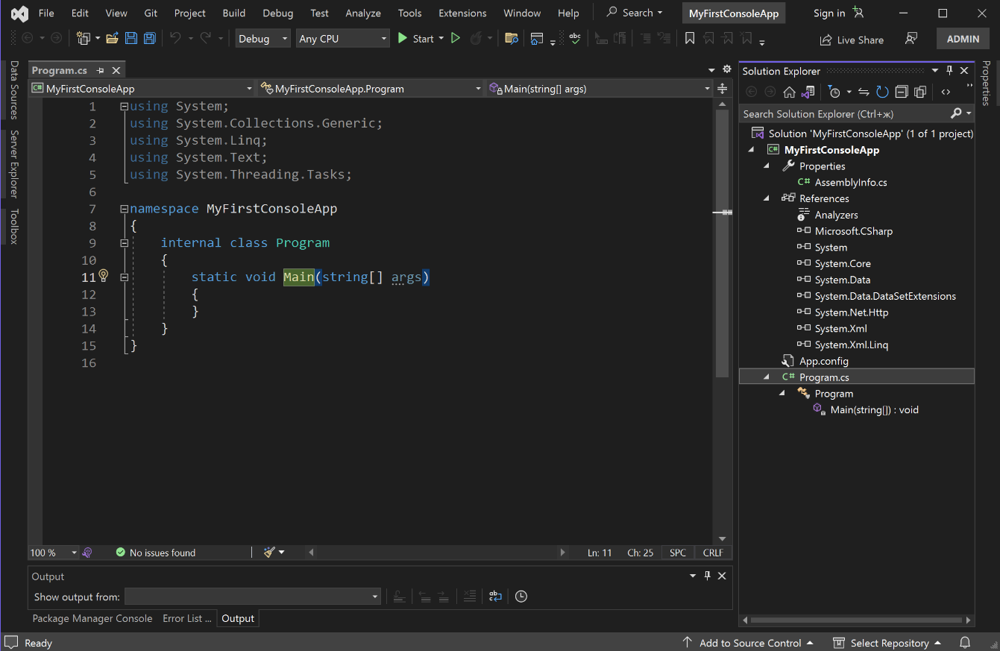 File Edit View Git Project Build Debug Test Analyze Tools Extensions Window Help Search MyFirstConsoleApp Sign in
Debug Any CPU Start Live Share ADMIN
Data Sources
Server Explorer
Toolbox
Program.cs
MyFirstConsoleApp MyFirstConsoleApp.Program Main(string[] args)
1 using System;
2 using System.Collections.Generic;
3 using System.Linq;
4 using System.Text;
5 using System.Threading.Tasks;
6
7 namespace MyFirstConsoleApp
8 {
9 internal class Program
10 {
11 static void Main(string[] args)
12 {
13 }
14 }
15 }
16
100 % No issues found Ln: 11 Ch: 25 SPC CRLF
Output
Show output from:
Package Manager Console Error List ... Output
Solution Explorer
Search Solution Explorer (Ctrl+ж)
Solution 'MyFirstConsoleApp' (1 of 1 project)
C# MyFirstConsoleApp
Properties
C# AssemblyInfo.cs
References
Analyzers
Microsoft.CSharp
System
System.Core
System.Data
System.Data.DataSetExtensions
System.Net.Http
System.Xml
System.Xml.Linq
App.config
C# Program.cs
Program
Main(string[]) : void
Properties
Ready Add to Source Control Select Repository